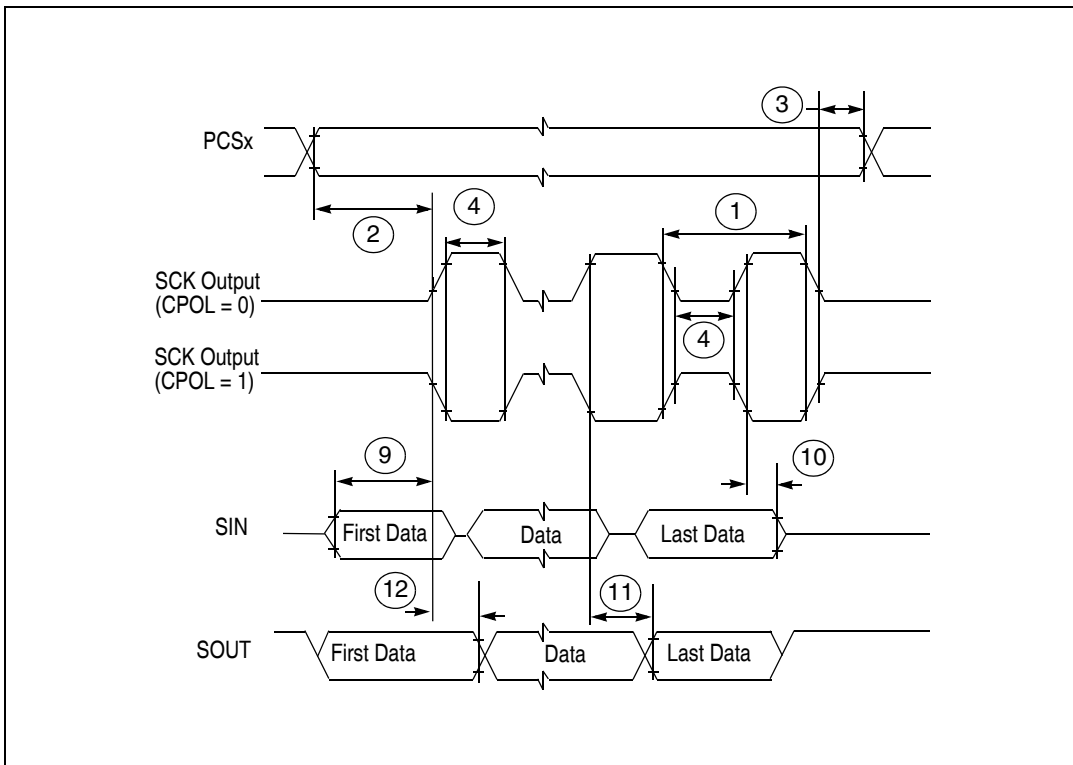 3
PCSx
2
4
1
SCK Output
(CPOL = 0)
4
SCK Output
(CPOL = 1)
9
10
SIN
First Data
Data
Last Data
12
11
SOUT
First Data
Data
Last Data